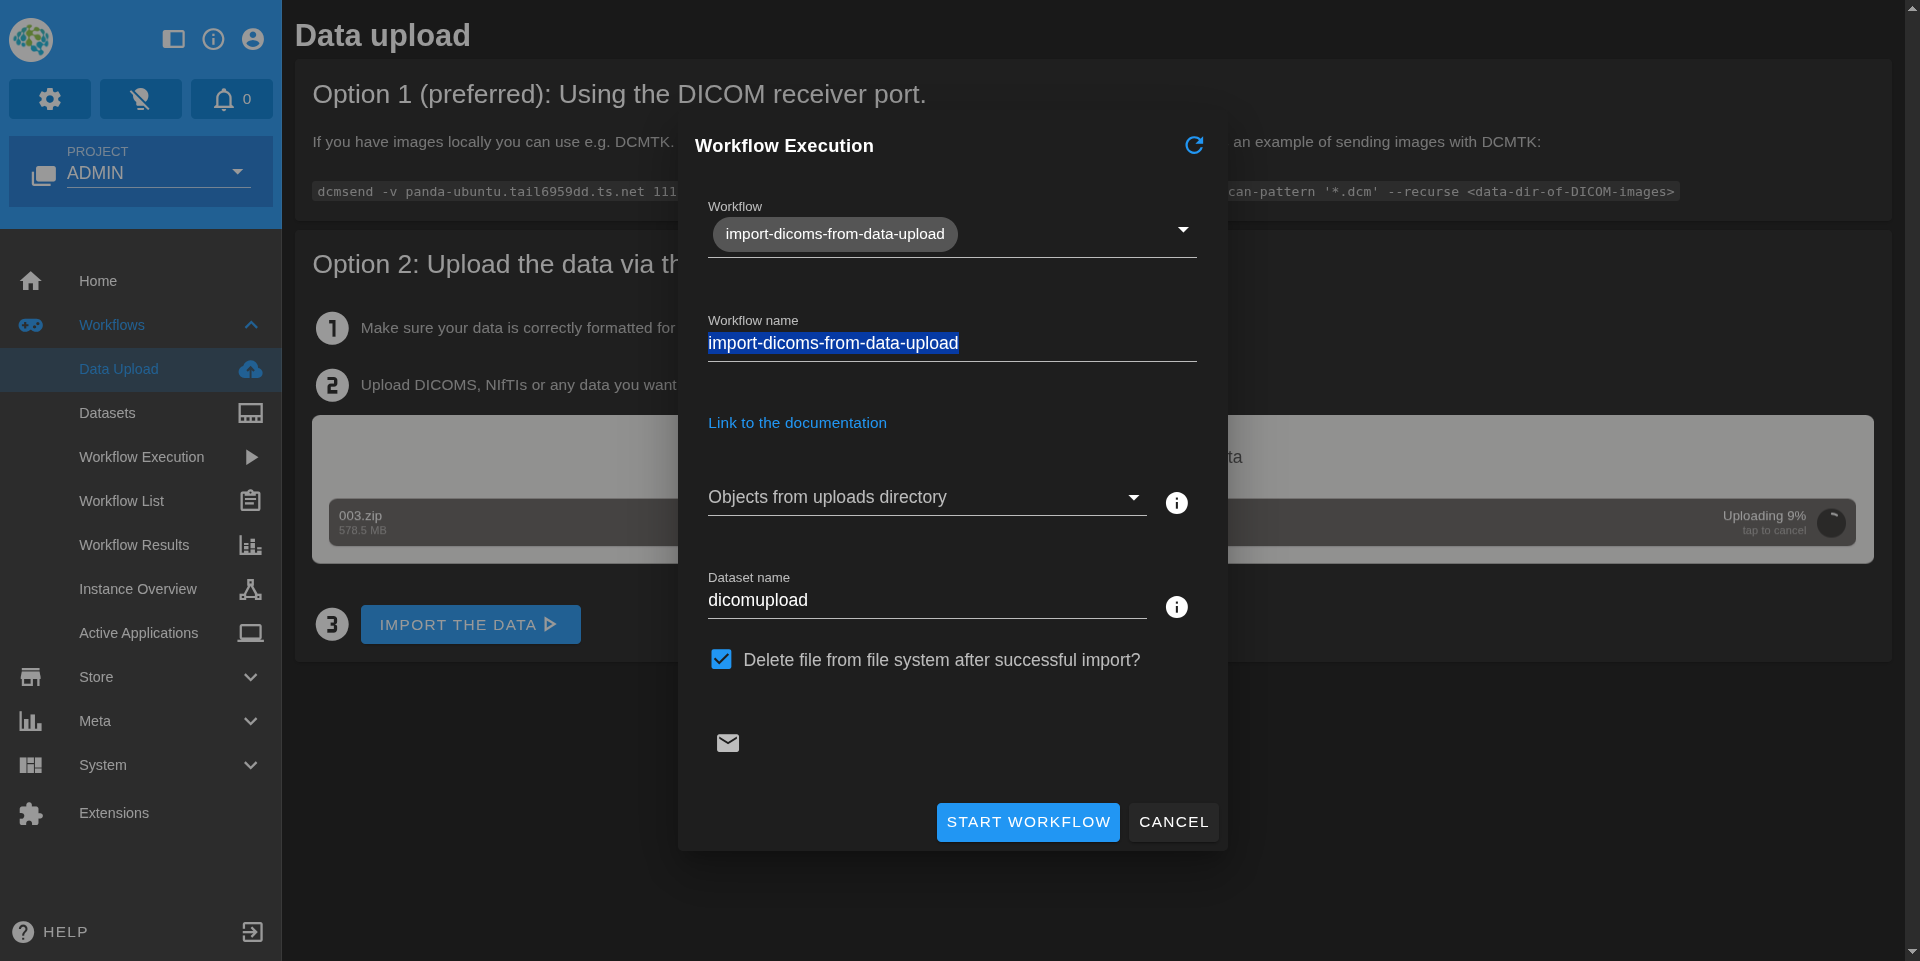 0
PROJECT
ADMIN
Home
Workflows
Data Upload
Datasets
Workflow Execution
Workflow List
Workflow Results
Instance Overview
Active Applications
Store
Meta
System
Extensions
HELP
Data upload
Option 1 (preferred): Using the DICOM receiver port.
If you have images locally you can use e.g. DCMTK.
an example of sending images with DCMTK:
dcmsend -v panda-ubuntu.tail6959dd.ts.net 111
can-pattern '*.dcm' --recurse <data-dir-of-DICOM-images>
Option 2: Upload the data via th
1 Make sure your data is correctly formatted for
2 Upload DICOMS, NIfTIs or any data you want
ta
003.zip
578.5 MB
Uploading 9%
tap to cancel
3 IMPORT THE DATA
Workflow Execution
Workflow
import-dicoms-from-data-upload
Workflow name
import-dicoms-from-data-upload
Link to the documentation
Objects from uploads directory
Dataset name
dicomupload
Delete file from file system after successful import?
START WORKFLOW CANCEL